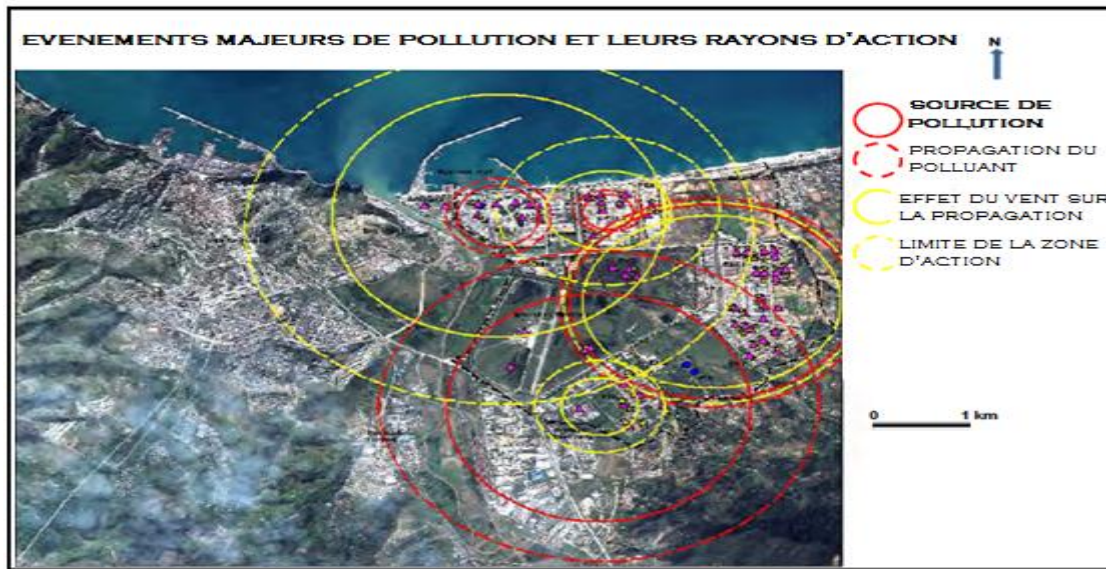 EVENEMENTS MAJEURS DE POLLUTION ET LEURS RAYONS D'ACTION
N
SOURCE DE
POLLUTION
PROPAGATION DU
POLLUANT
EFFET DU VENT SUR
LA PROPAGATION
LIMITE DE LA ZONE
D'ACTION
0 1 km